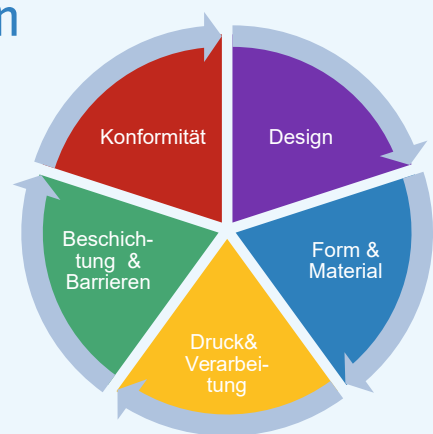 n
Konformität
Design
Beschich-
tung & 
Barrieren
Form &
Material
Druck&
Verarbei-
tung